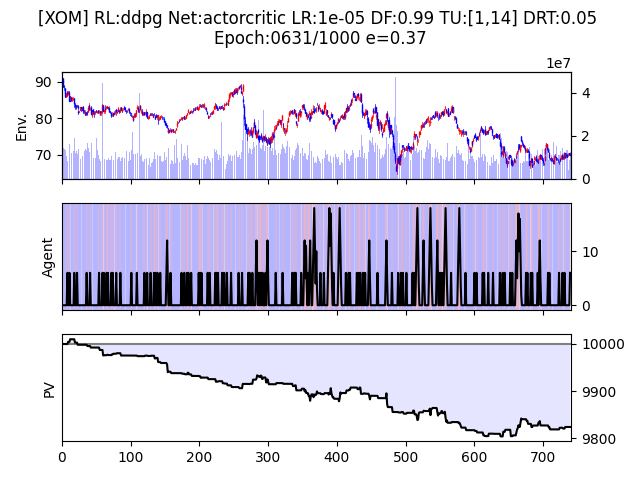 [XOM] RL:ddpg Net:actorcritic LR:1e-05 DF:0.99 TU:[1,14] DRT:0.05
Epoch:0631/1000 e=0.37
1e7
Env.
90
80
70
4
2
0
Agent
10
0
PV
10000
9900
9800
0 100 200 300 400 500 600 700